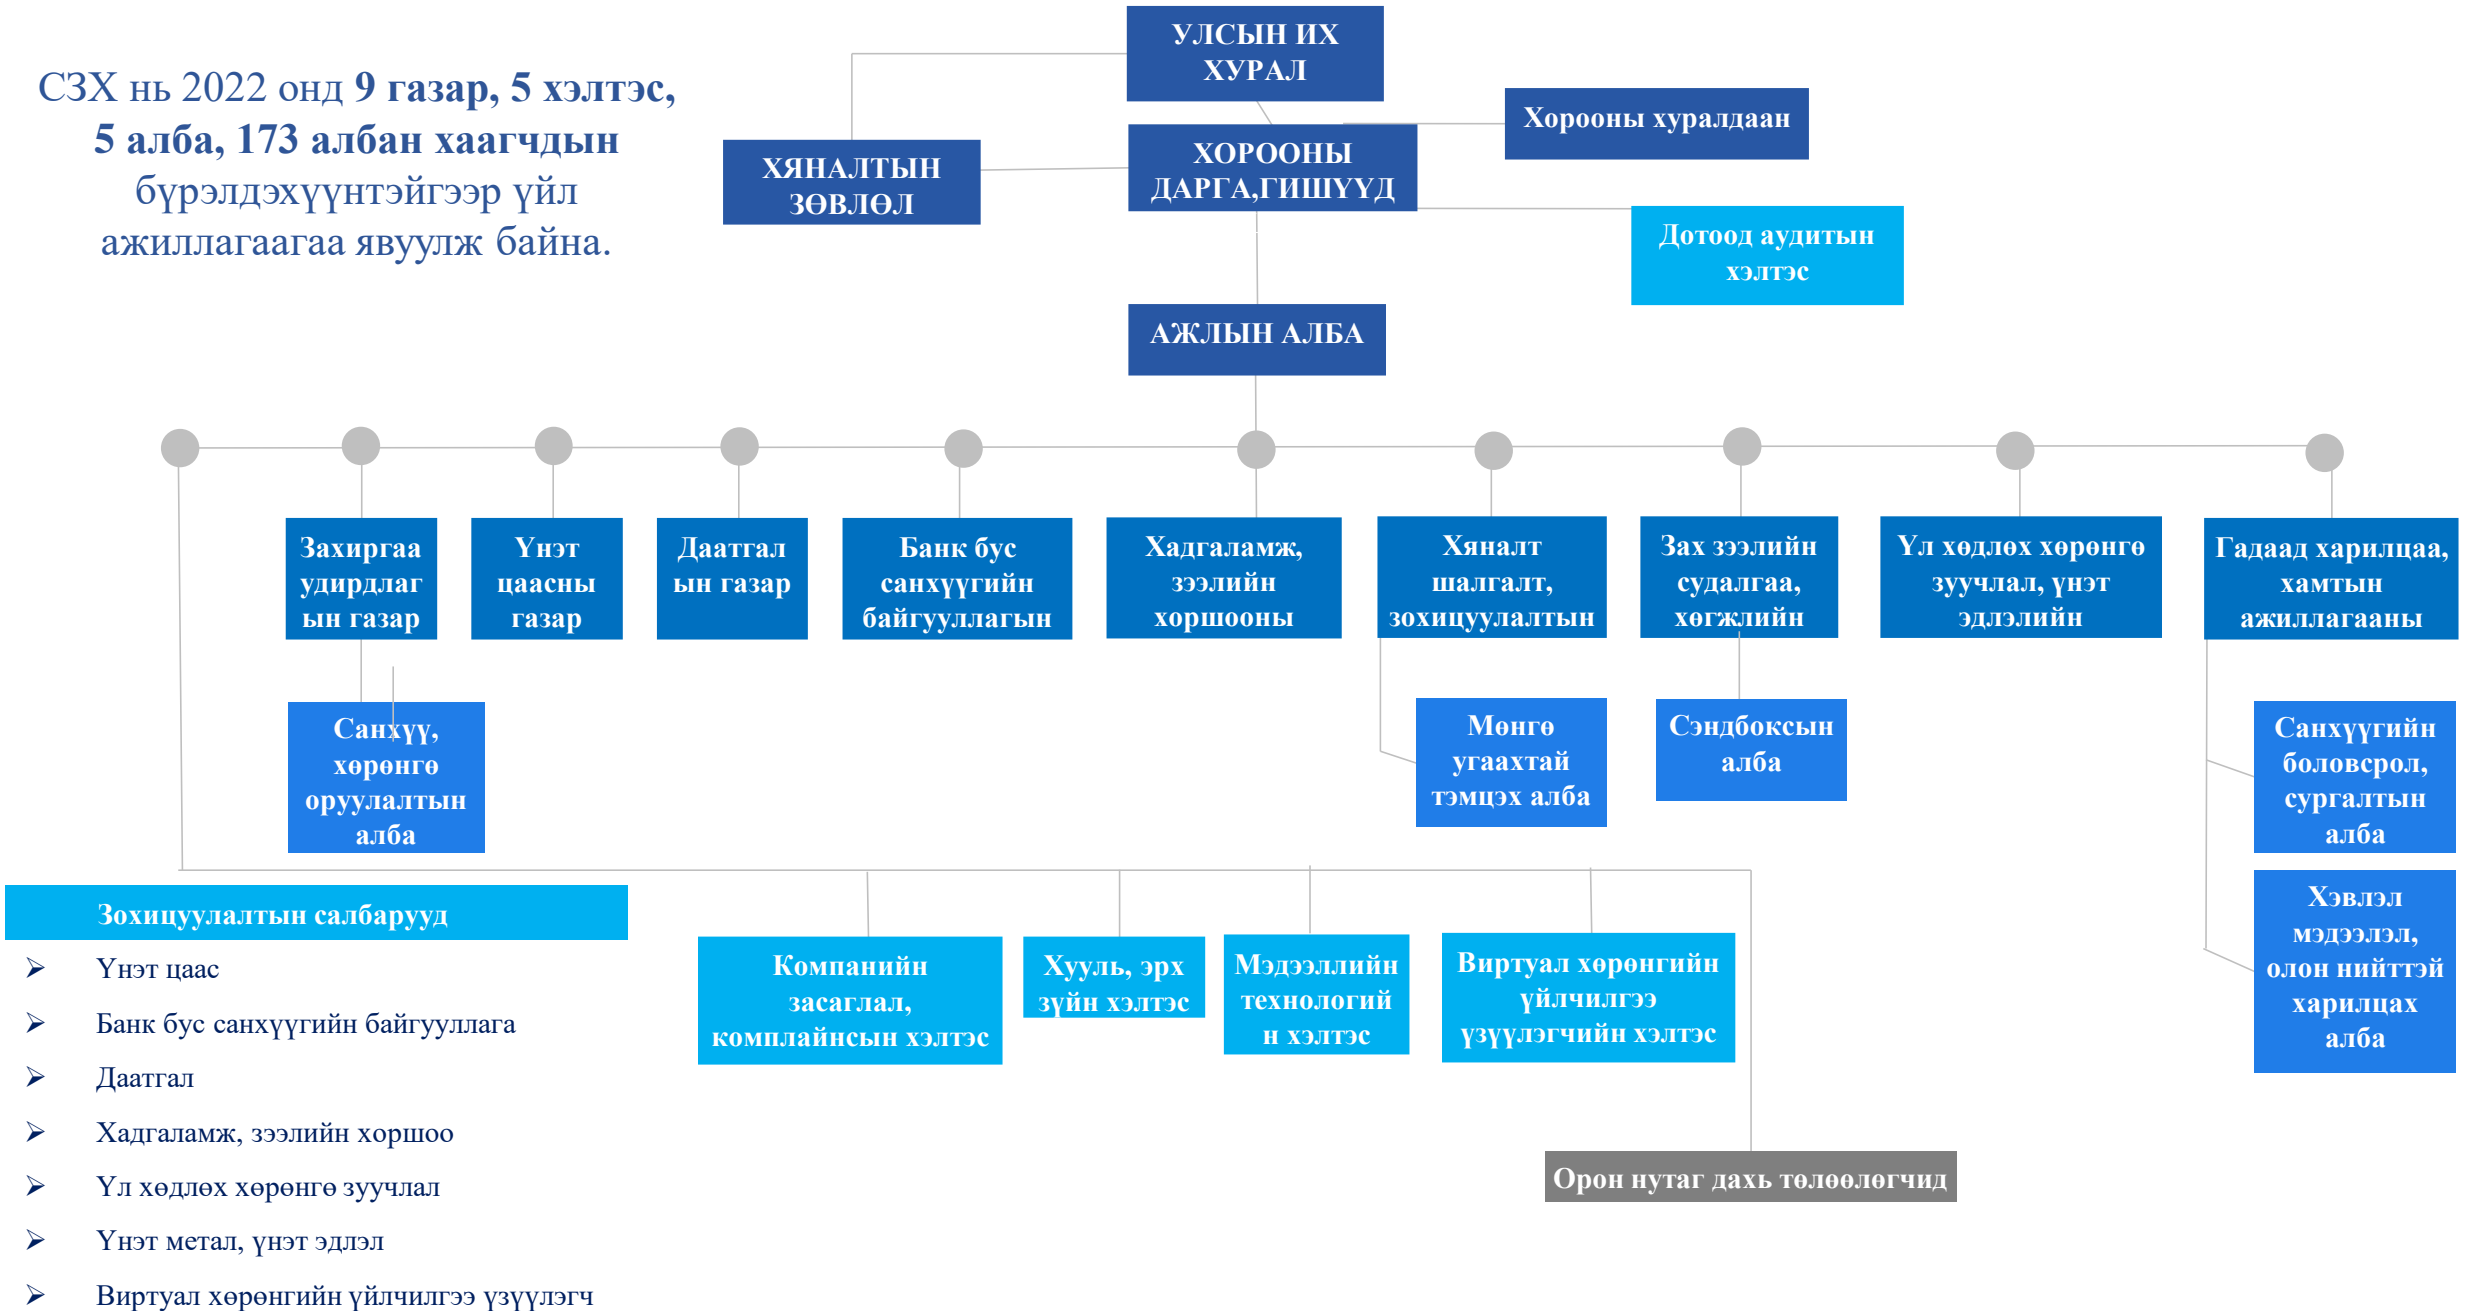 СЗХ нь 2022 онд 9 газар, 5 хэлтэс,
5 алба, 173 албан хаагчдын
бүрэлдэхүүнтэйгээр үйл
ажиллагаагаа явуулж байна.
УЛСЫН ИХ
ХУРАЛ
Хорооны хуралдаан
ХЯНАЛТЫН
ЗӨВЛӨЛ
ХОРООНЫ
ДАРГА,ГИШҮҮД
Дотоод аудитын
хэлтэс
АЖЛЫН АЛБА
Захиргаа
удирдлаг
ын газар
Үнэт
цаасны
газар
Даатгал
ын газар
Банк бус
санхүүгийн
байгууллагын
Хадгаламж,
зээлийн
хоршооны
Хяналт
шалгалт,
зохицуулалтын
Зах зээлийн
судалгаа,
хөгжлийн
Үл хөдлөх хөрөнгө
зуучлал, үнэт
эдлэлийн
Гадаад харилцаа,
хамтын
ажиллагааны
Санхүү,
хөрөнгө
оруулалтын
алба
Мөнгө
угаахтай
тэмцэх алба
Сэндбоксын
алба
Санхүүгийн
боловсрол,
сургалтын
алба
Хэвлэл
мэдээлэл,
олон нийттэй
харилцах
алба
Компанийн
засаглал,
комплайнсын хэлтэс
Хууль, эрх
зүйн хэлтэс
Мэдээллийн
технологий
н хэлтэс
Виртуал хөрөнгийн
үйлчилгээ
үзүүлэгчийн хэлтэс
Орон нутаг дахь төлөөлөгчид
Зохицуулалтын салбарууд
➢ Үнэт цаас
➢ Банк бус санхүүгийн байгууллага
➢ Даатгал
➢ Хадгаламж, зээлийн хоршоо
➢ Үл хөдлөх хөрөнгө зуучлал
➢ Үнэт метал, үнэт эдлэл
➢ Виртуал хөрөнгийн үйлчилгээ үзүүлэгч